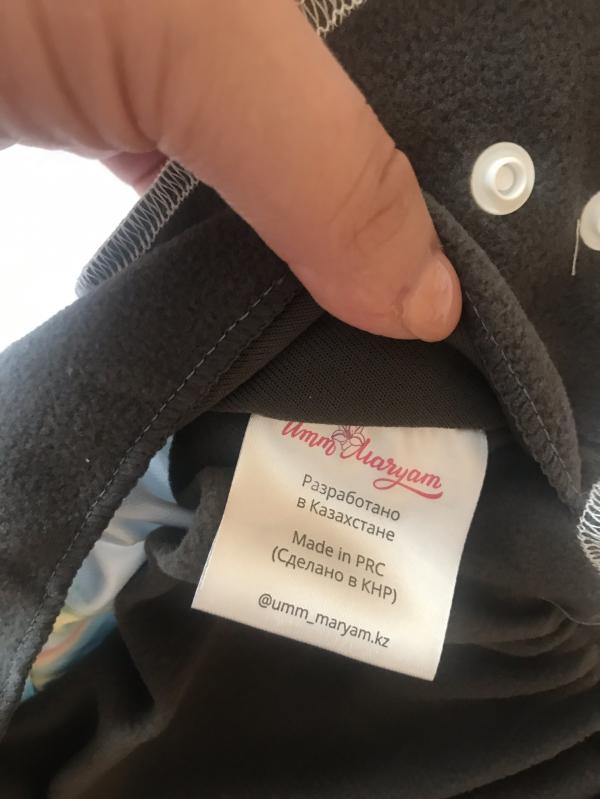 Umm Maryam
Разработано
в Казахстане
Made in PRC
(Сделано в КНР)
@umm_maryam.kz